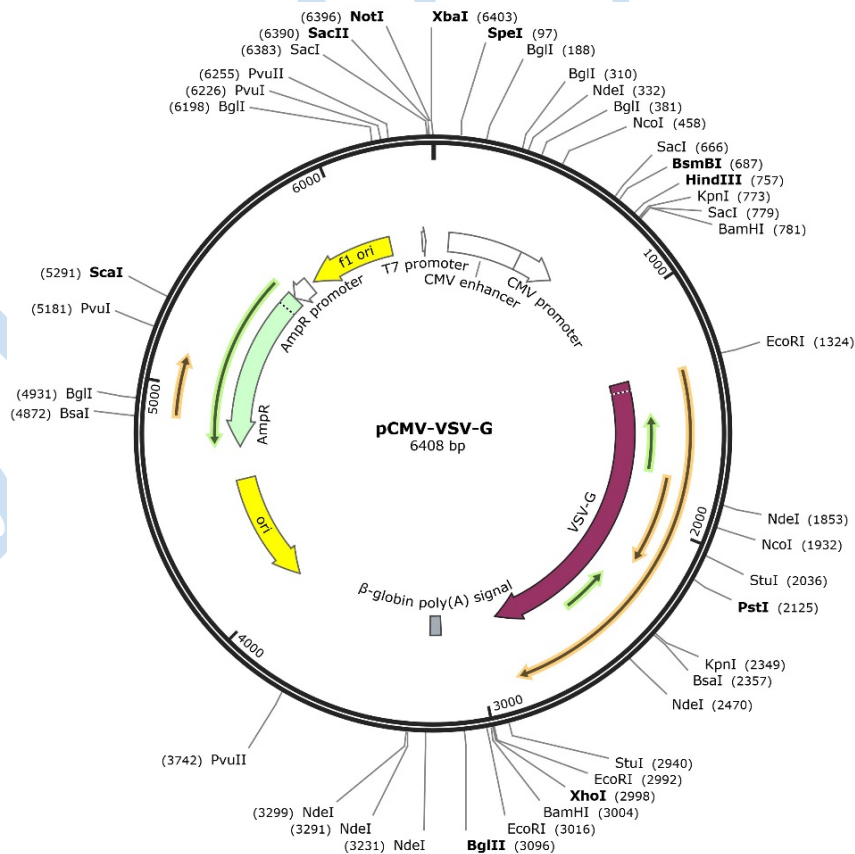 (6396) NotI
(6390) SacII
(6383) SacI
(6255) PvuII
(6226) PvuI
(6198) BglI
XbaI (6403)
SpeI (97)
BglI (188)
BglI (310)
NdeI (332)
BglI (381)
NcoI (458)
SacI (666)
BsmBI (687)
HindIII (757)
KpnI (773)
SacI (779)
BamHI (781)
6000
1000
(5291) ScaI
(5181) PvuI
f1 ori
T7 promoter
CMV enhancer
CMV promoter
AmpR promoter
EcoRI (1324)
5000
(4931) BglI
(4872) BsaI
AmpR
pCMV-VSV-G
6408 bp
ori
VSV-G
2000
NdeI (1853)
NcoI (1932)
StuI (2036)
PstI (2125)
β-globin poly(A) signal
4000
KpnI (2349)
BsaI (2357)
NdeI (2470)
3000
(3742) PvuII
StuI (2940)
EcoRI (2992)
XhoI (2998)
BamHI (3004)
EcoRI (3016)
BglII (3096)
(3299) NdeI
(3291) NdeI
(3231) NdeI